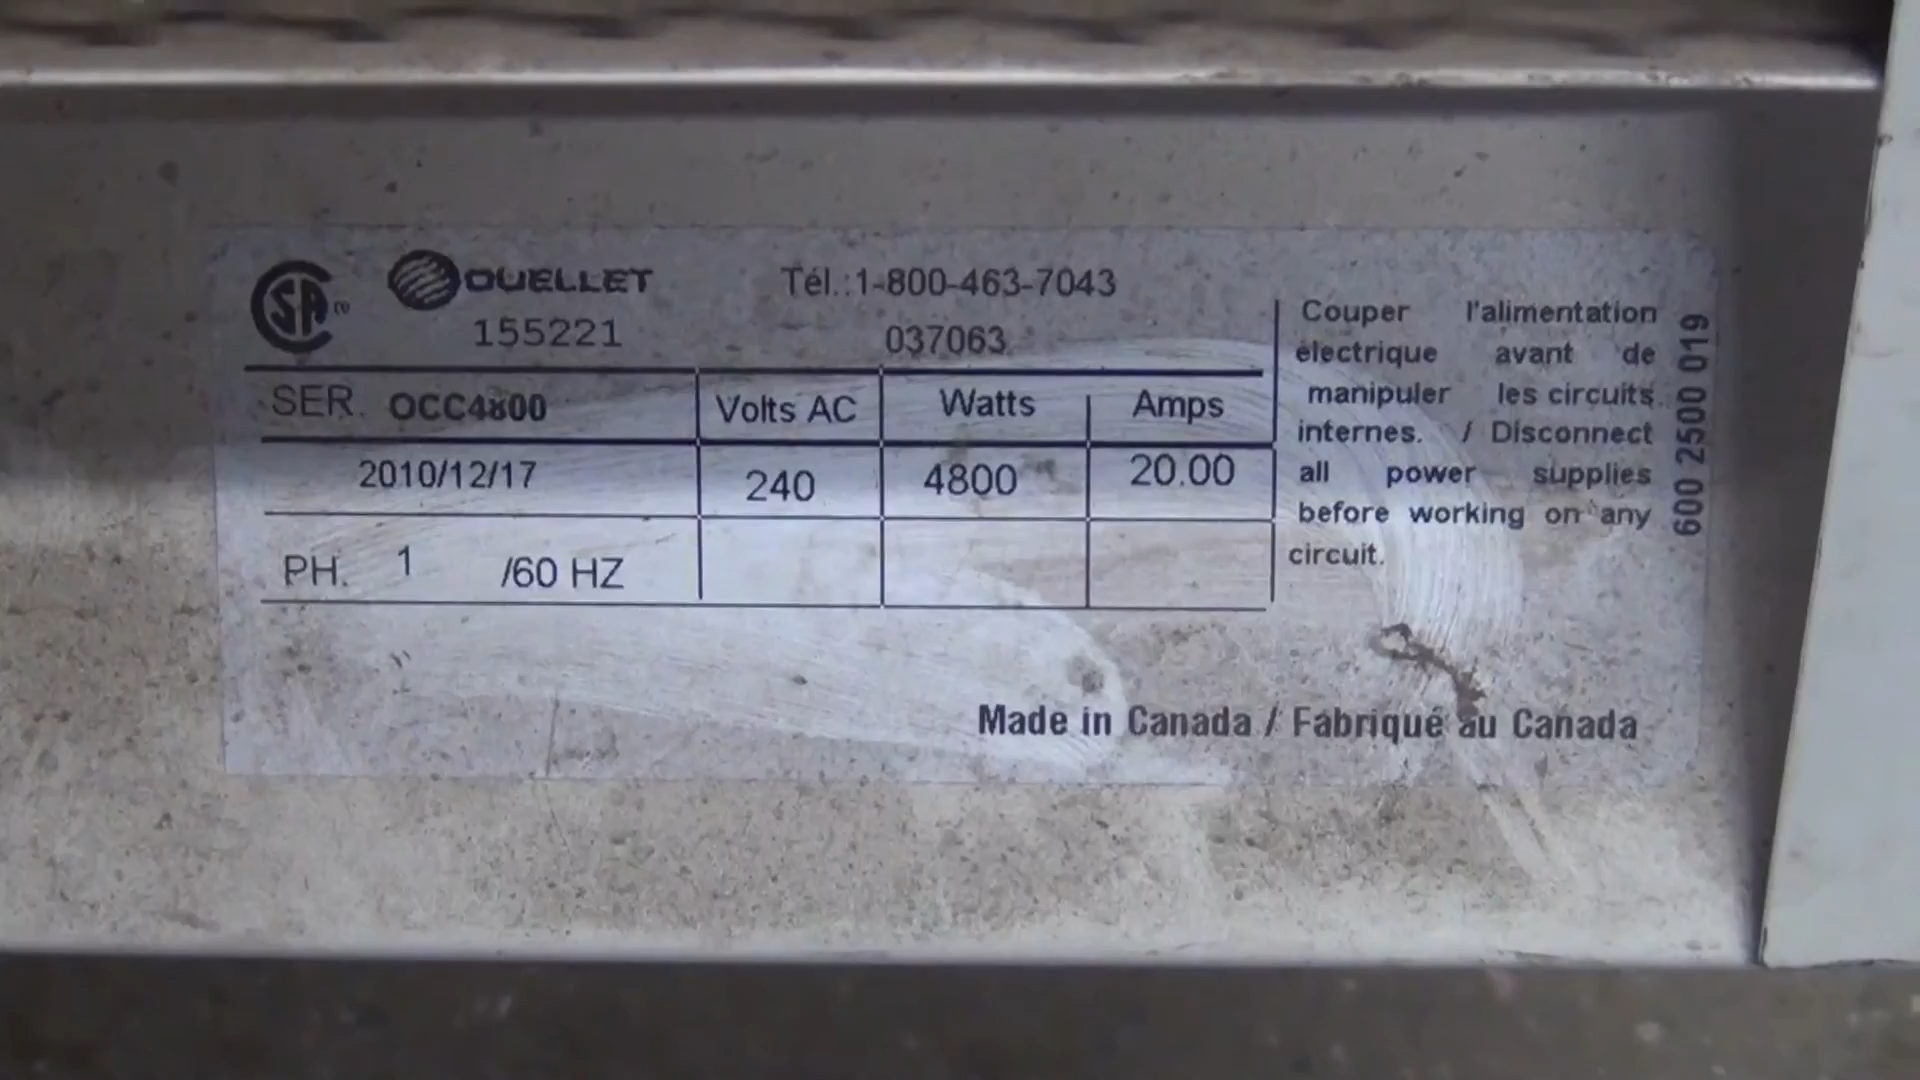 CSA
OUELLET
155221
Tél.:1-800-463-7043
037063
SER. OCC4800
Volts AC
Watts
Amps
2010/12/17
240
4800
20.00
PH. 1 /60 HZ
Couper l'alimentation
électrique avant de
manipuler les circuits
internes. / Disconnect
all power supplies
before working on any
circuit.
600 2500 019
Made in Canada / Fabriqué au Canada